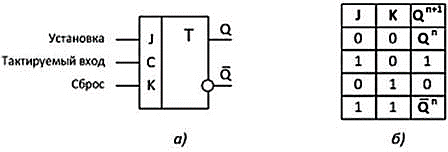 Установка J T Q
Тактируемый вход C
Сброс K Q̅
а)
J K Qⁿ⁺¹
0 0 Qⁿ
1 0 1
0 1 0
1 1 Q̅ⁿ
б)